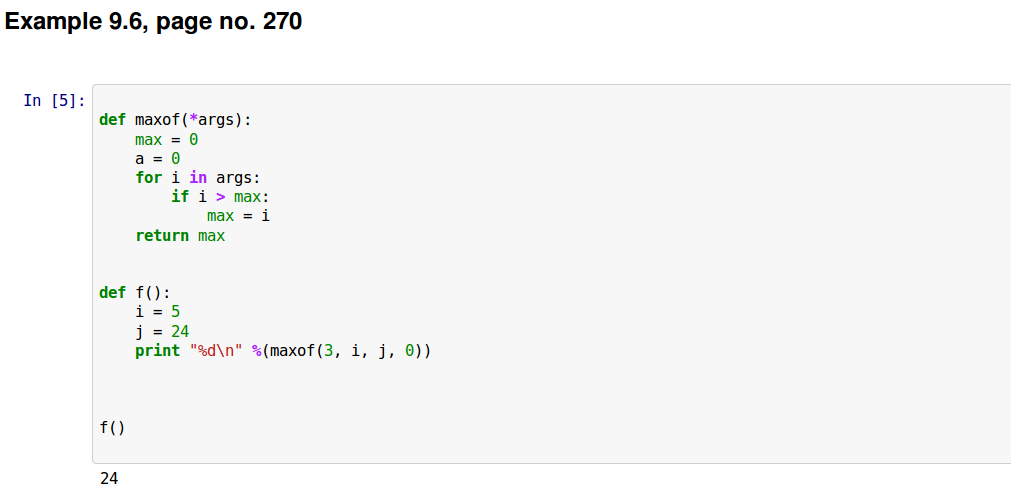 Example 9.6, page no. 270
In [5]:
def maxof(*args):
    max = 0
    a = 0
    for i in args:
        if i > max:
            max = i
    return max
def f():
    i = 5
    j = 24
    print "%d\n" %(maxof(3, i, j, 0))
f()
24